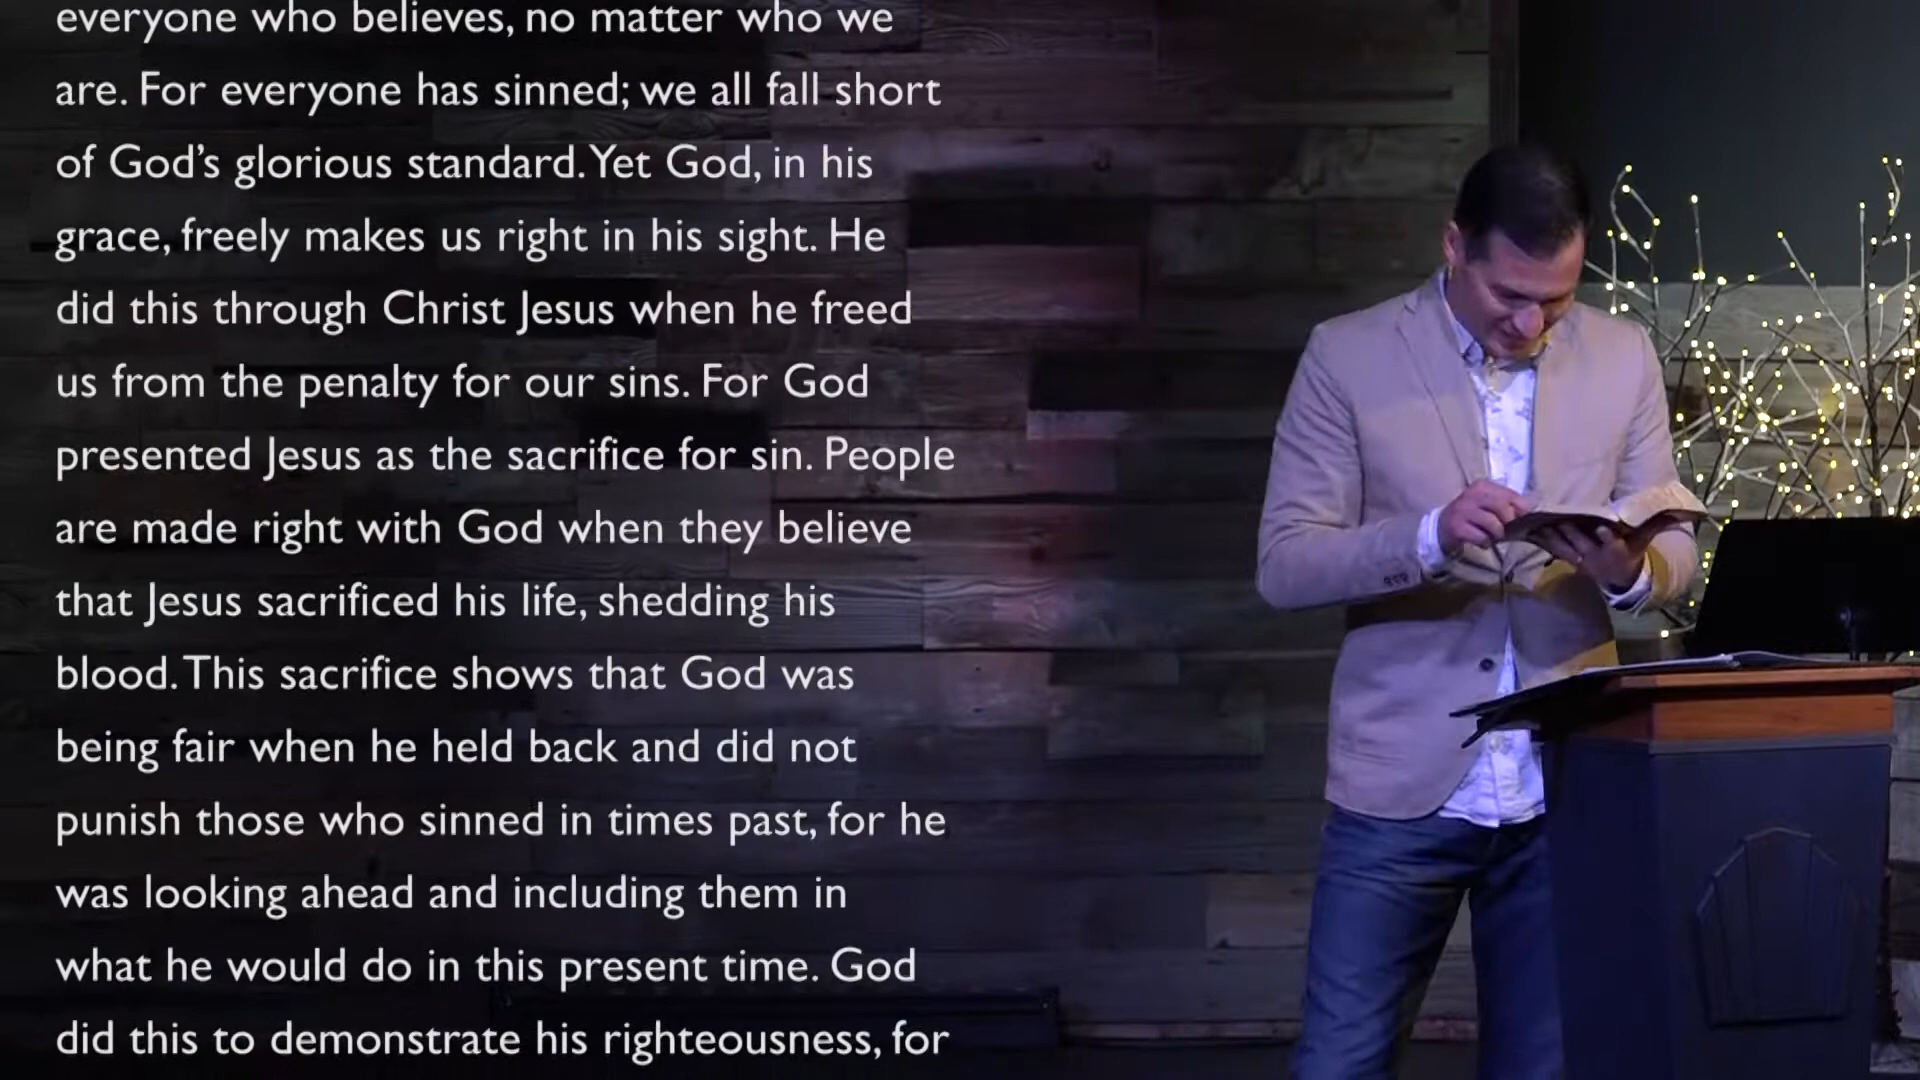 everyone who believes, no matter who we
are. For everyone has sinned; we all fall short
of God’s glorious standard. Yet God, in his
grace, freely makes us right in his sight. He
did this through Christ Jesus when he freed
us from the penalty for our sins. For God
presented Jesus as the sacrifice for sin. People
are made right with God when they believe
that Jesus sacrificed his life, shedding his
blood. This sacrifice shows that God was
being fair when he held back and did not
punish those who sinned in times past, for he
was looking ahead and including them in
what he would do in this present time. God
did this to demonstrate his righteousness, for